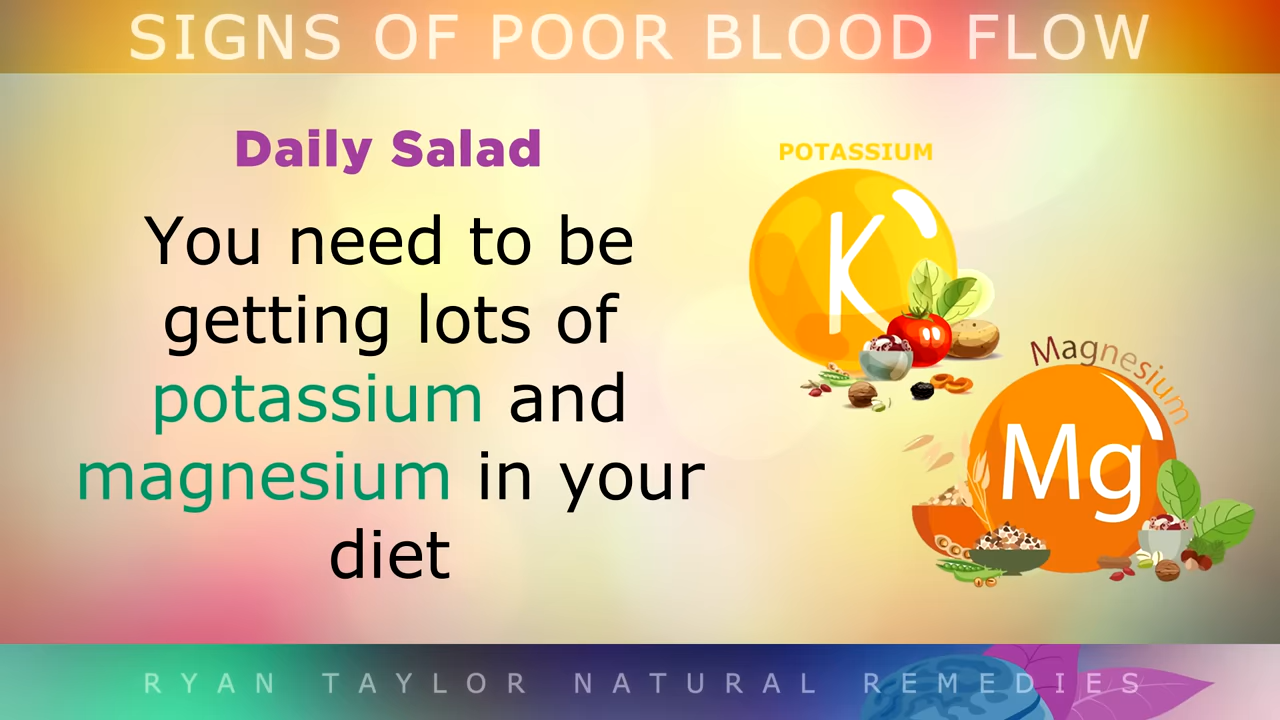 SIGNS OF POOR BLOOD FLOW
Daily Salad
You need to be
getting lots of
potassium and
magnesium in your
diet
POTASSIUM
K
Magnesium
Mg
RYAN TAYLOR NATURAL REMEDIES